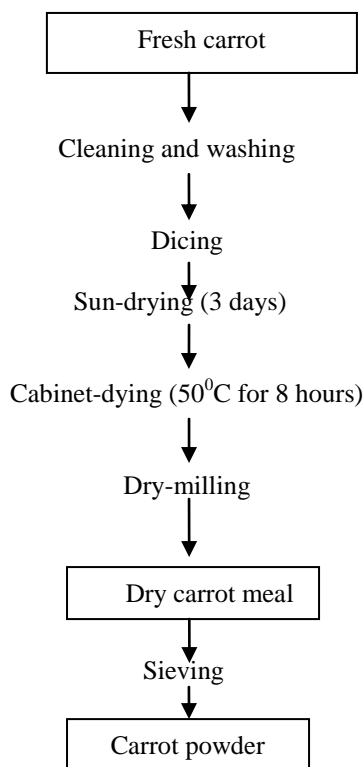 Fresh carrot
Cleaning and washing
Dicing
Sun-drying (3 days)
Cabinet-dying (50⁰C for 8 hours)
Dry-milling
Dry carrot meal
Sieving
Carrot powder